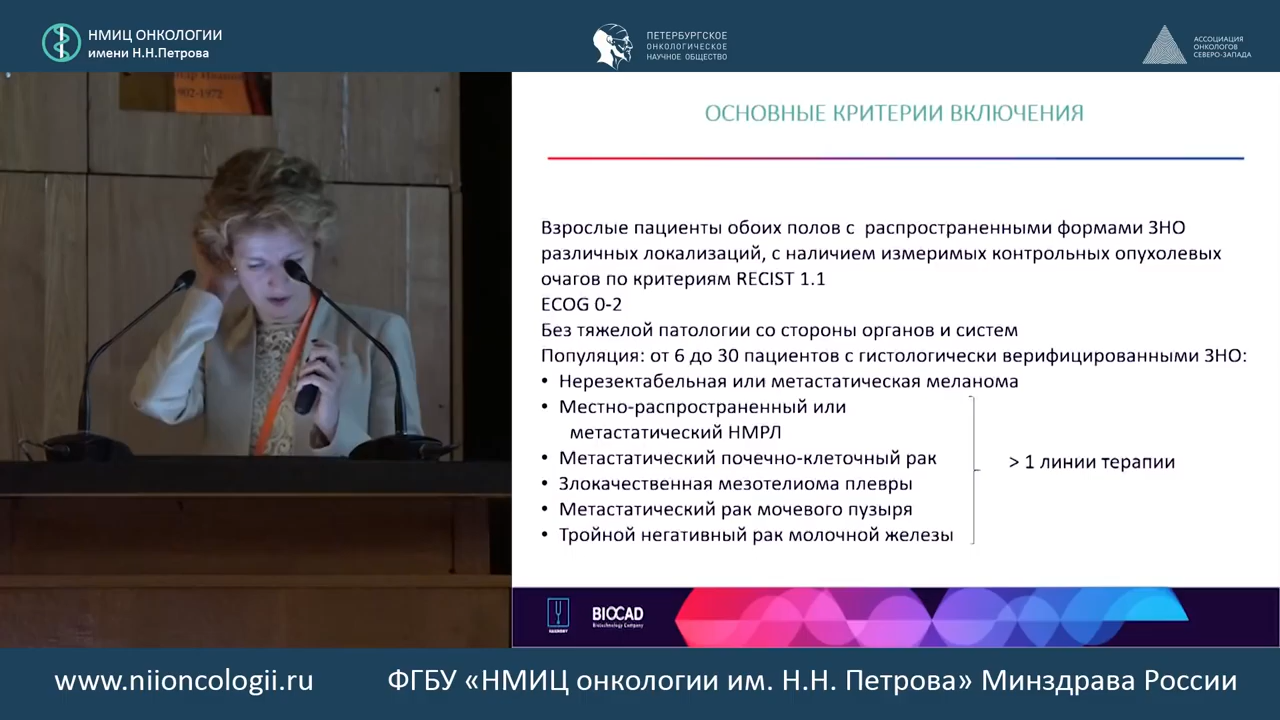 НМИЦ ОНКОЛОГИИ
имени Н.Н.Петрова
ПЕТЕРБУРГСКОЕ
ОНКОЛОГИЧЕСКОЕ
НАУЧНОЕ ОБЩЕСТВО
АССОЦИАЦИЯ
ОНКОЛОГОВ
СЕВЕРО-ЗАПАДА
902-1972
ОСНОВНЫЕ КРИТЕРИИ ВКЛЮЧЕНИЯ
Взрослые пациенты обоих полов с распространенными формами ЗНО
различных локализаций, с наличием измеримых контрольных опухолевых
очагов по критериям RECIST 1.1
ECOG 0-2
Без тяжелой патологии со стороны органов и систем
Популяция: от 6 до 30 пациентов с гистологически верифицированными ЗНО:
• Нерезектабельная или метастатическая меланома
• Местно-распространенный или
метастатический НМРЛ
• Метастатический почечно-клеточный рак
• Злокачественная мезотелиома плевры
• Метастатический рак мочевого пузыря
• Тройной негативный рак молочной железы
> 1 линии терапии
BIOCAD
Biotechnology Company
www.niioncologii.ru
ФГБУ «НМИЦ онкологии им. Н.Н. Петрова» Минздрава России